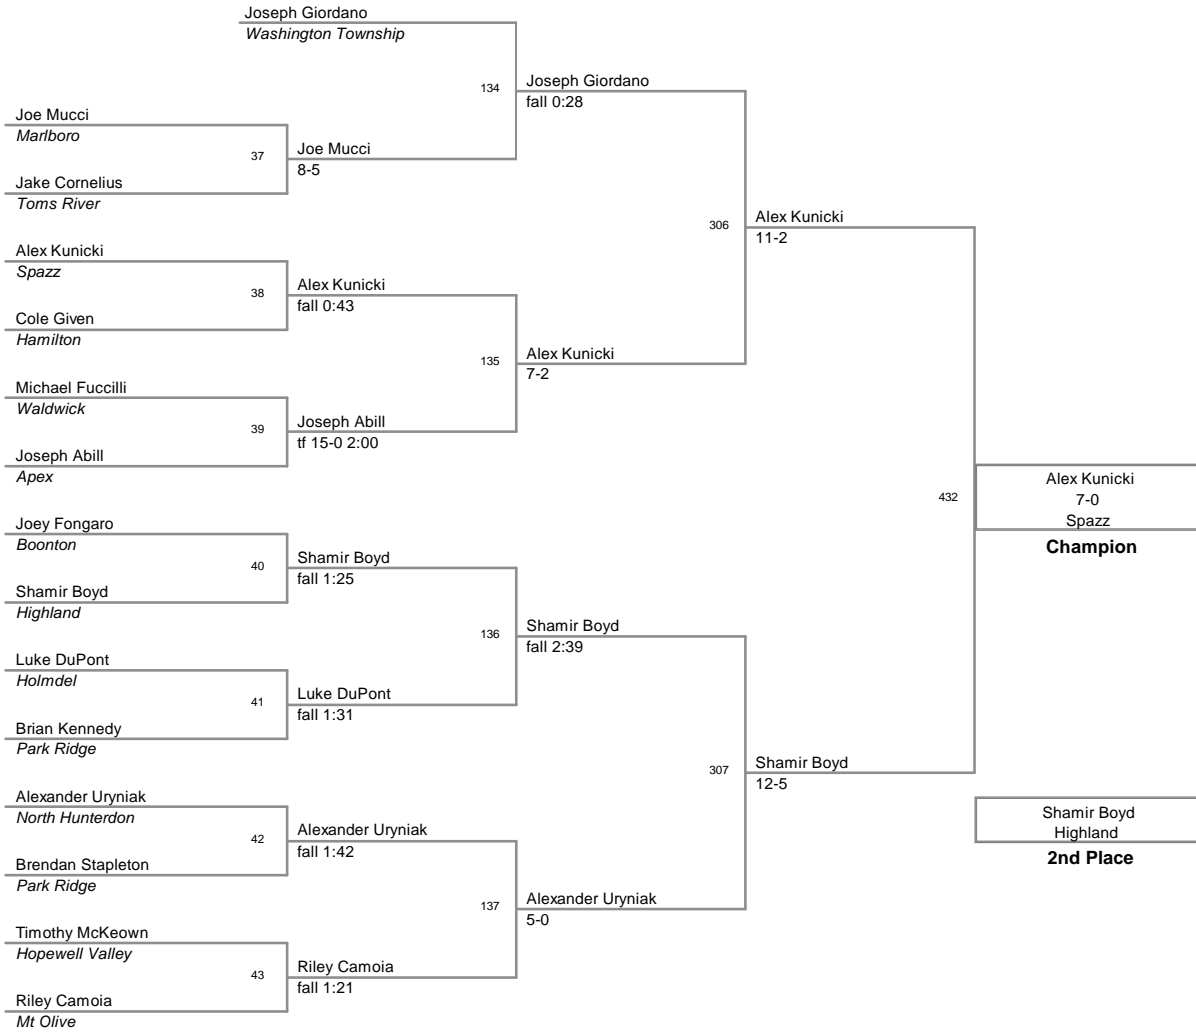 Joseph Giordano
Washington Township
134
Joseph Giordano
fall 0:28
Joe Mucci
Marlboro
37
Joe Mucci
8-5
Jake Cornelius
Toms River
306
Alex Kunicki
11-2
Alex Kunicki
Spazz
38
Alex Kunicki
fall 0:43
Cole Given
Hamilton
135
Alex Kunicki
7-2
Michael Fuccilli
Waldwick
39
Joseph Abill
tf 15-0 2:00
Joseph Abill
Apex
432
Alex Kunicki
7-0
Spazz
Champion
Joey Fongaro
Boonton
40
Shamir Boyd
fall 1:25
Shamir Boyd
Highland
136
Shamir Boyd
fall 2:39
Luke DuPont
Holmdel
41
Luke DuPont
fall 1:31
Brian Kennedy
Park Ridge
307
Shamir Boyd
12-5
Shamir Boyd
Highland
2nd Place
Alexander Uryniak
North Hunterdon
42
Alexander Uryniak
fall 1:42
Brendan Stapleton
Park Ridge
137
Alexander Uryniak
5-0
Timothy McKeown
Hopewell Valley
43
Riley Camoia
fall 1:21
Riley Camoia
Mt Olive